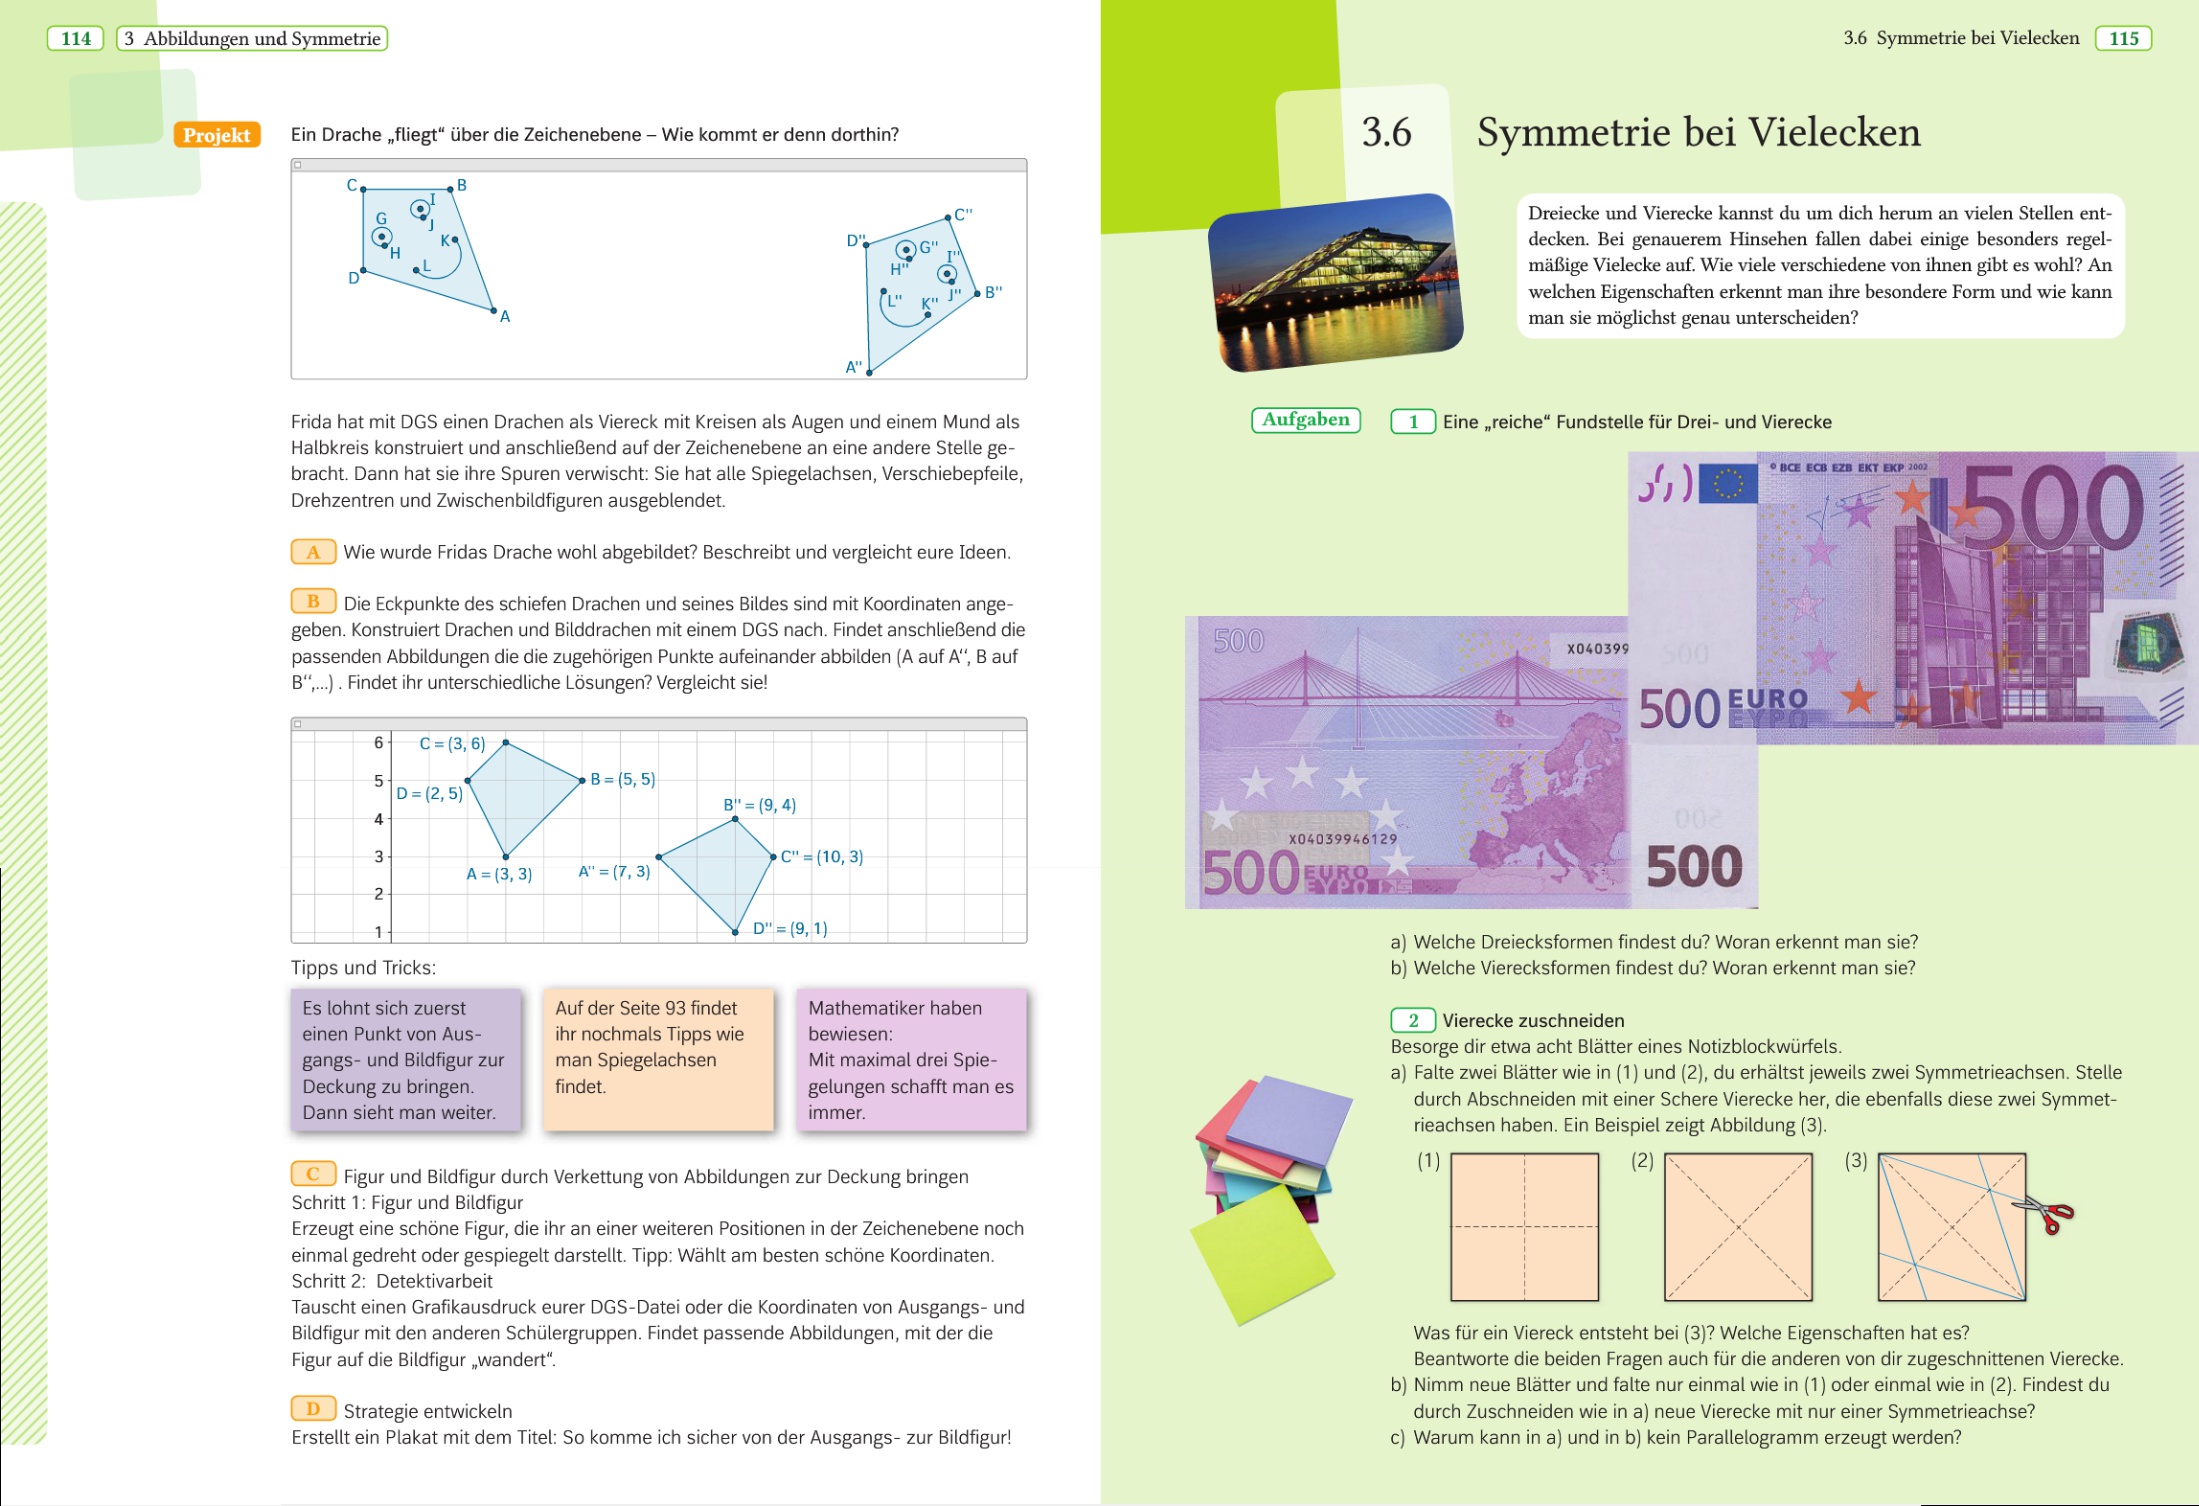 114
3 Abbildungen und Symmetrie
Projekt
Ein Drache „fliegt“ über die Zeichenebene – Wie kommt er denn dorthin?
C
B
G
I
J
H
K
L
D
A
C''
D''
G''
H''
I''
J''
B''
L''
K''
A''
Frida hat mit DGS einen Drachen als Viereck mit Kreisen als Augen und einem Mund als
Halbkreis konstruiert und anschließend auf der Zeichenebene an eine andere Stelle ge-
bracht. Dann hat sie ihre Spuren verwischt: Sie hat alle Spiegelachsen, Verschiebepfeile,
Drehzentren und Zwischenbildfiguren ausgeblendet.
A Wie wurde Fridas Drache wohl abgebildet? Beschreibt und vergleicht eure Ideen.
B Die Eckpunkte des schiefen Drachen und seines Bildes sind mit Koordinaten ange-
geben. Konstruiert Drachen und Bilddrachen mit einem DGS nach. Findet anschließend die
passenden Abbildungen die die zugehörigen Punkte aufeinander abbilden (A auf A‘‘, B auf
B‘‘,...) . Findet ihr unterschiedliche Lösungen? Vergleicht sie!
6
5
4
3
2
1
C = (3, 6)
B = (5, 5)
D = (2, 5)
A = (3, 3)
B'' = (9, 4)
A'' = (7, 3)
C'' = (10, 3)
D'' = (9, 1)
Tipps und Tricks:
Es lohnt sich zuerst
einen Punkt von Aus-
gangs- und Bildfigur zur
Deckung zu bringen.
Dann sieht man weiter.
Auf der Seite 93 findet
ihr nochmals Tipps wie
man Spiegelachsen
findet.
Mathematiker haben
bewiesen:
Mit maximal drei Spie-
gelungen schafft man es
immer.
C Figur und Bildfigur durch Verkettung von Abbildungen zur Deckung bringen
Schritt 1: Figur und Bildfigur
Erzeugt eine schöne Figur, die ihr an einer weiteren Positionen in der Zeichenebene noch
einmal gedreht oder gespiegelt darstellt. Tipp: Wählt am besten schöne Koordinaten.
Schritt 2: Detektivarbeit
Tauscht einen Grafikausdruck eurer DGS-Datei oder die Koordinaten von Ausgangs- und
Bildfigur mit den anderen Schülergruppen. Findet passende Abbildungen, mit der die
Figur auf die Bildfigur „wandert“.
D Strategie entwickeln
Erstellt ein Plakat mit dem Titel: So komme ich sicher von der Ausgangs- zur Bildfigur!
3.6 Symmetrie bei Vielecken
115
3.6 Symmetrie bei Vielecken
Dreiecke und Vierecke kannst du um dich herum an vielen Stellen ent-
decken. Bei genauerem Hinsehen fallen dabei einige besonders regel-
mäßige Vielecke auf. Wie viele verschiedene von ihnen gibt es wohl? An
welchen Eigenschaften erkennt man ihre besondere Form und wie kann
man sie möglichst genau unterscheiden?
Aufgaben
1 Eine „reiche“ Fundstelle für Drei- und Vierecke
© BCE ECB EZB EKT EKP 2002
500
500 EURO
ΕΥΡΩ
500
X040399
X04039946129
500 EURO
ΕΥΡΩ
500
a) Welche Dreiecksformen findest du? Woran erkennt man sie?
b) Welche Vierecksformen findest du? Woran erkennt man sie?
2 Vierecke zuschneiden
Besorge dir etwa acht Blätter eines Notizblockwürfels.
a) Falte zwei Blätter wie in (1) und (2), du erhältst jeweils zwei Symmetrieachsen. Stelle
durch Abschneiden mit einer Schere Vierecke her, die ebenfalls diese zwei Symmet-
rieachsen haben. Ein Beispiel zeigt Abbildung (3).
(1)
(2)
(3)
Was für ein Viereck entsteht bei (3)? Welche Eigenschaften hat es?
Beantworte die beiden Fragen auch für die anderen von dir zugeschnittenen Vierecke.
b) Nimm neue Blätter und falte nur einmal wie in (1) oder einmal wie in (2). Findest du
durch Zuschneiden wie in a) neue Vierecke mit nur einer Symmetrieachse?
c) Warum kann in a) und in b) kein Parallelogramm erzeugt werden?